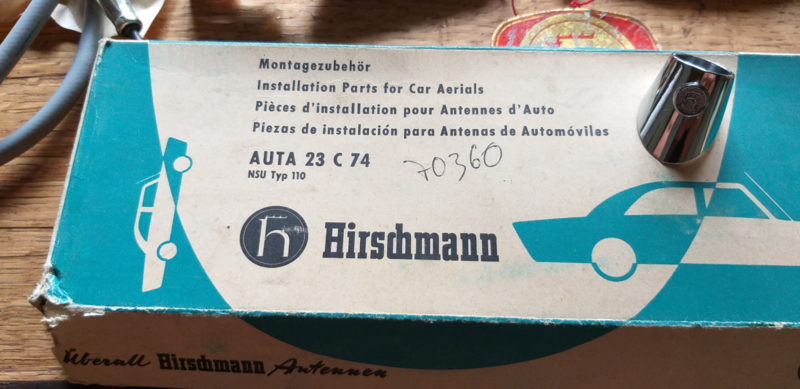 Montagezubehör
Installation Parts for Car Aerials
Pièces d'installation pour Antennes d'Auto
Piezas de instalación para Antenas de Automóviles
AUTA 23 C 74
70360
NSU Typ 110
h
Hirschmann
Überall Hirschmann Antennen